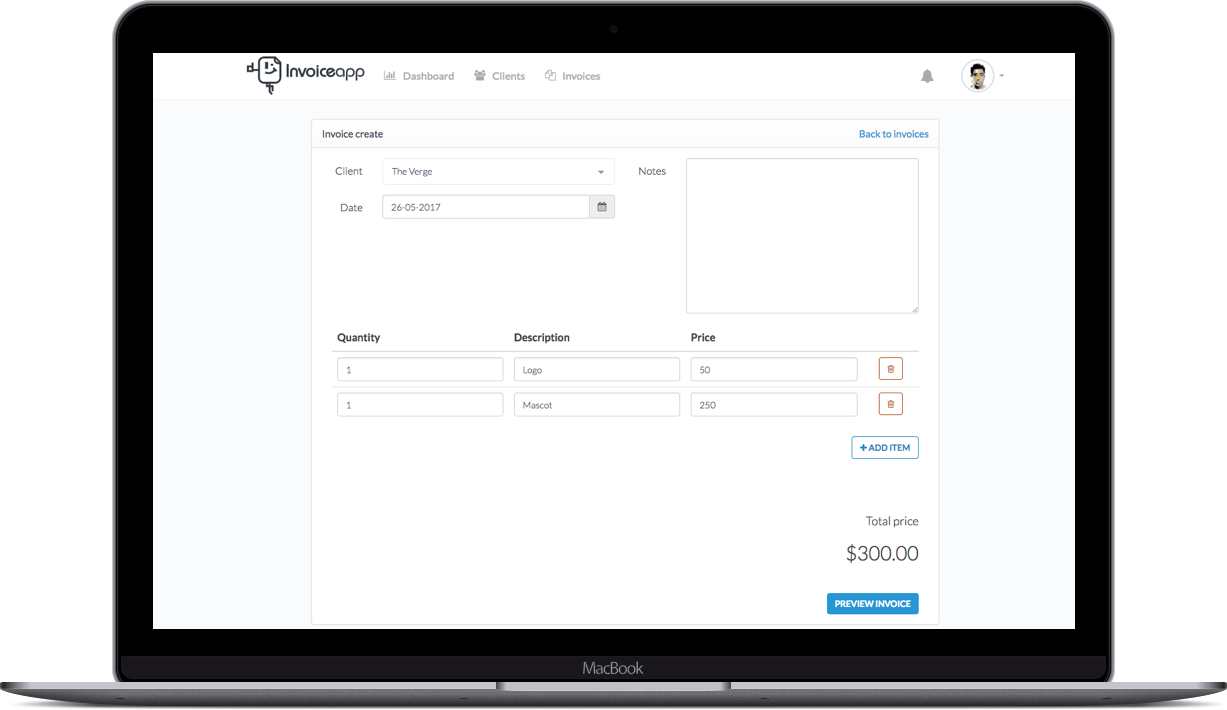 Invoiceapp Dashboard Clients Invoices
Invoice create Back to invoices
Client The Verge Notes
Date 26-05-2017
Quantity Description Price
1 Logo 50
1 Mascot 250
+ ADD ITEM
Total price
$300.00
PREVIEW INVOICE
MacBook